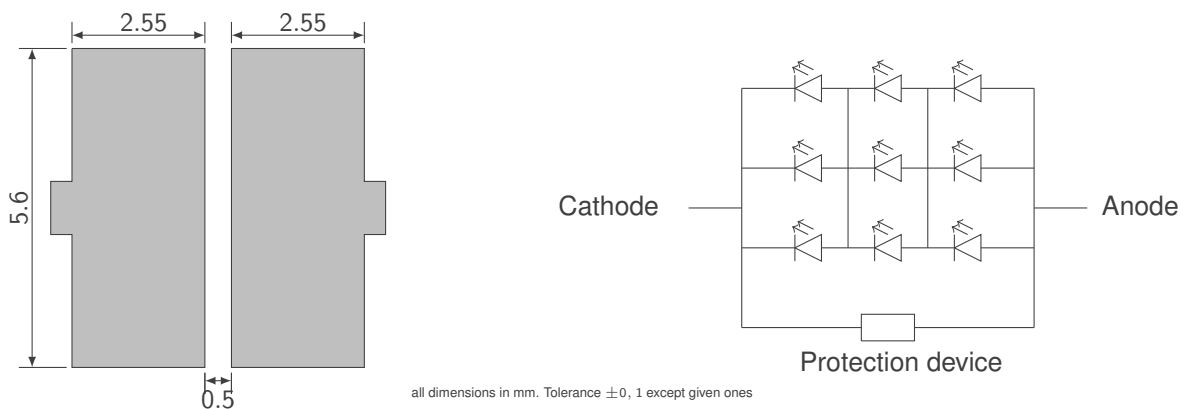 2.55
2.55
5.6
0.5
Cathode
Anode
Protection device
all dimensions in mm. Tolerance ±0, 1 except given ones